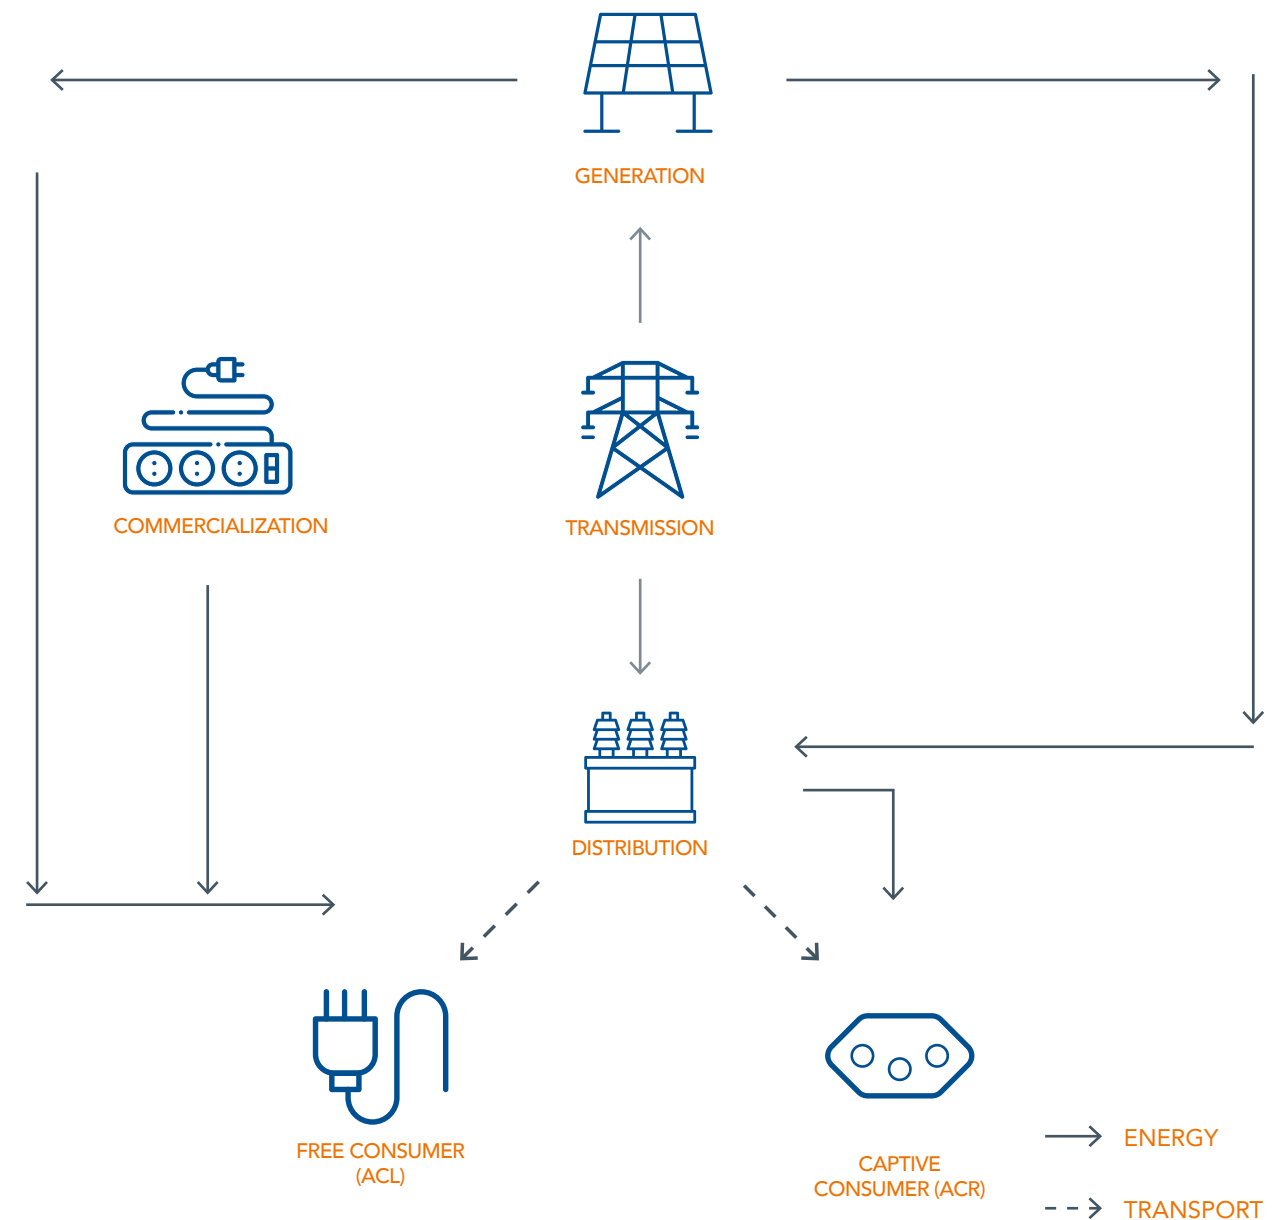 GENERATION
COMMERCIALIZATION
TRANSMISSION
DISTRIBUTION
FREE CONSUMER
(ACL)
CAPTIVE
CONSUMER (ACR)
ENERGY
TRANSPORT